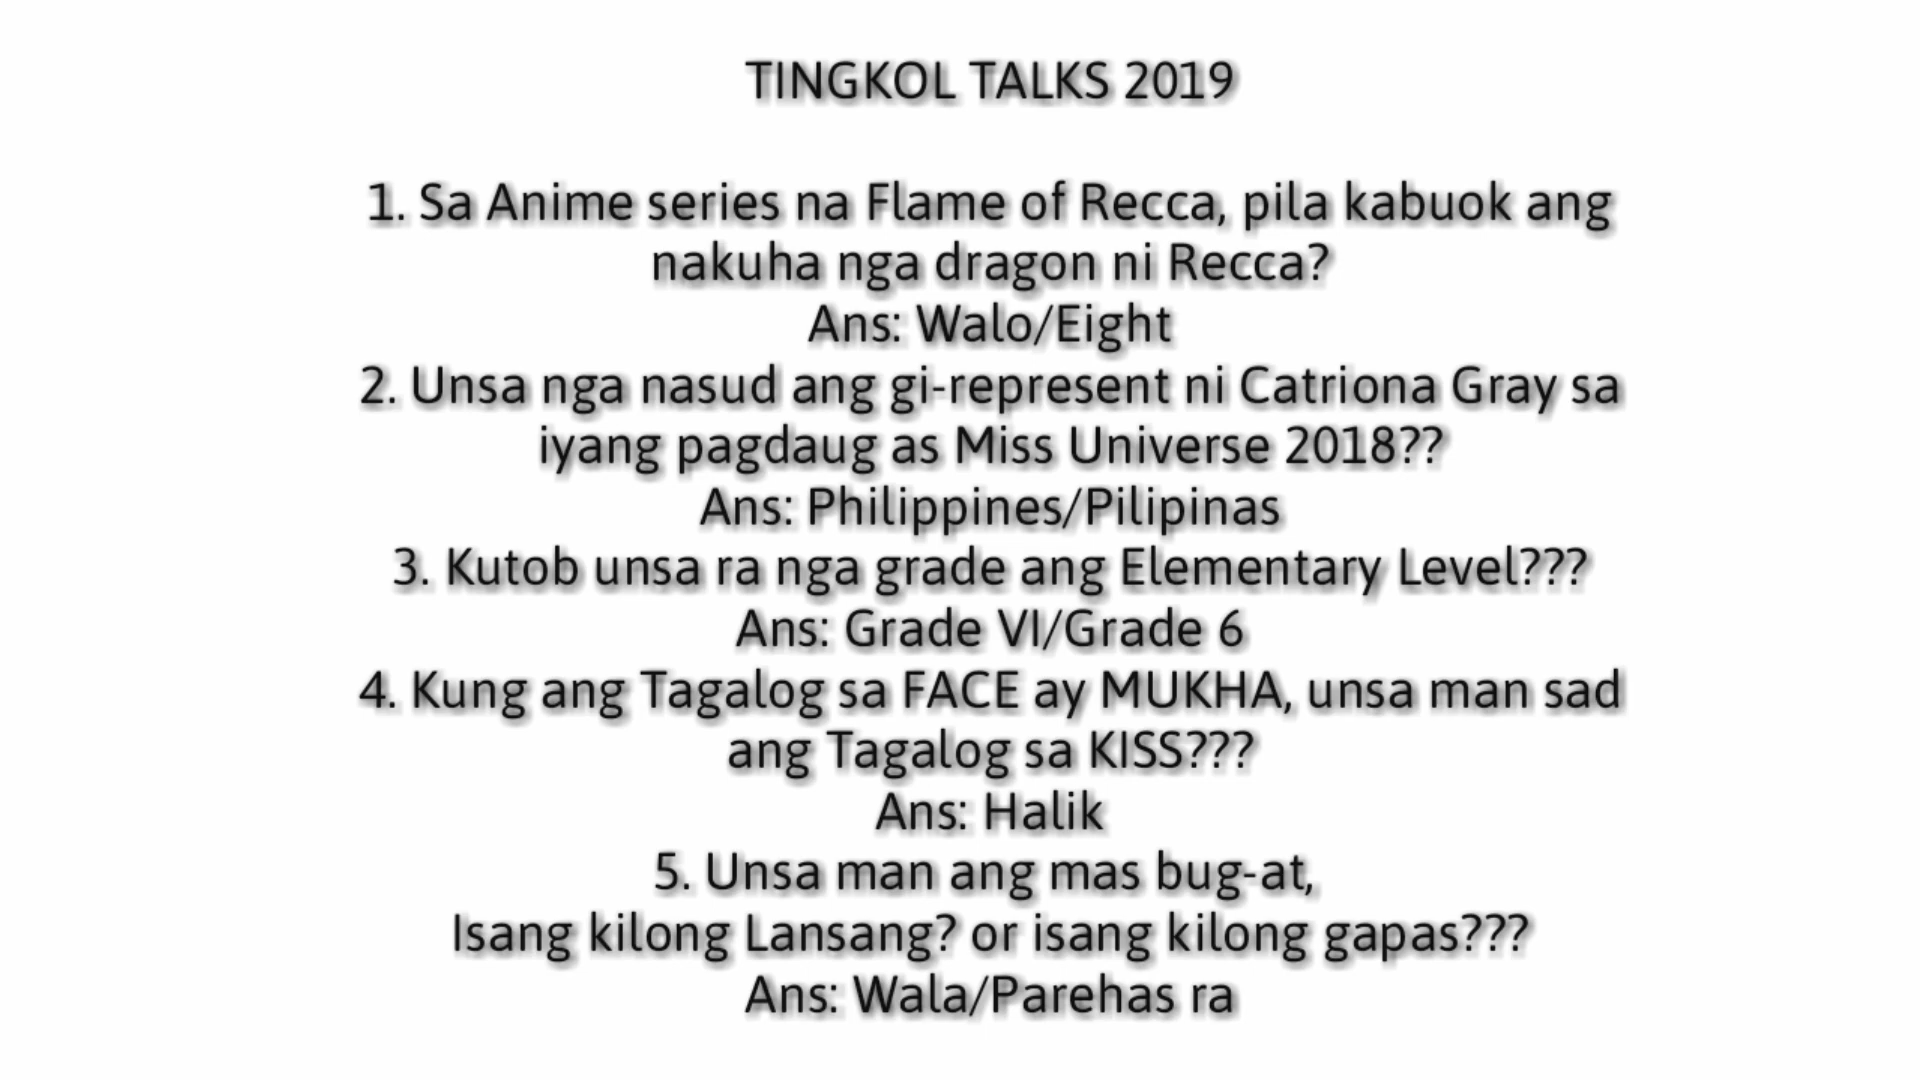 TINGKOL TALKS 2019
1. Sa Anime series na Flame of Recca, pila kabuok ang
nakuha nga dragon ni Recca?
Ans: Walo/Eight
2. Unsa nga nasud ang gi-represent ni Catriona Gray sa
iyang pagdaug as Miss Universe 2018??
Ans: Philippines/Pilipinas
3. Kutob unsa ra nga grade ang Elementary Level???
Ans: Grade VI/Grade 6
4. Kung ang Tagalog sa FACE ay MUKHA, unsa man sad
ang Tagalog sa KISS???
Ans: Halik
5. Unsa man ang mas bug-at,
Isang kilong Lansang? or isang kilong gapas???
Ans: Wala/Parehas ra